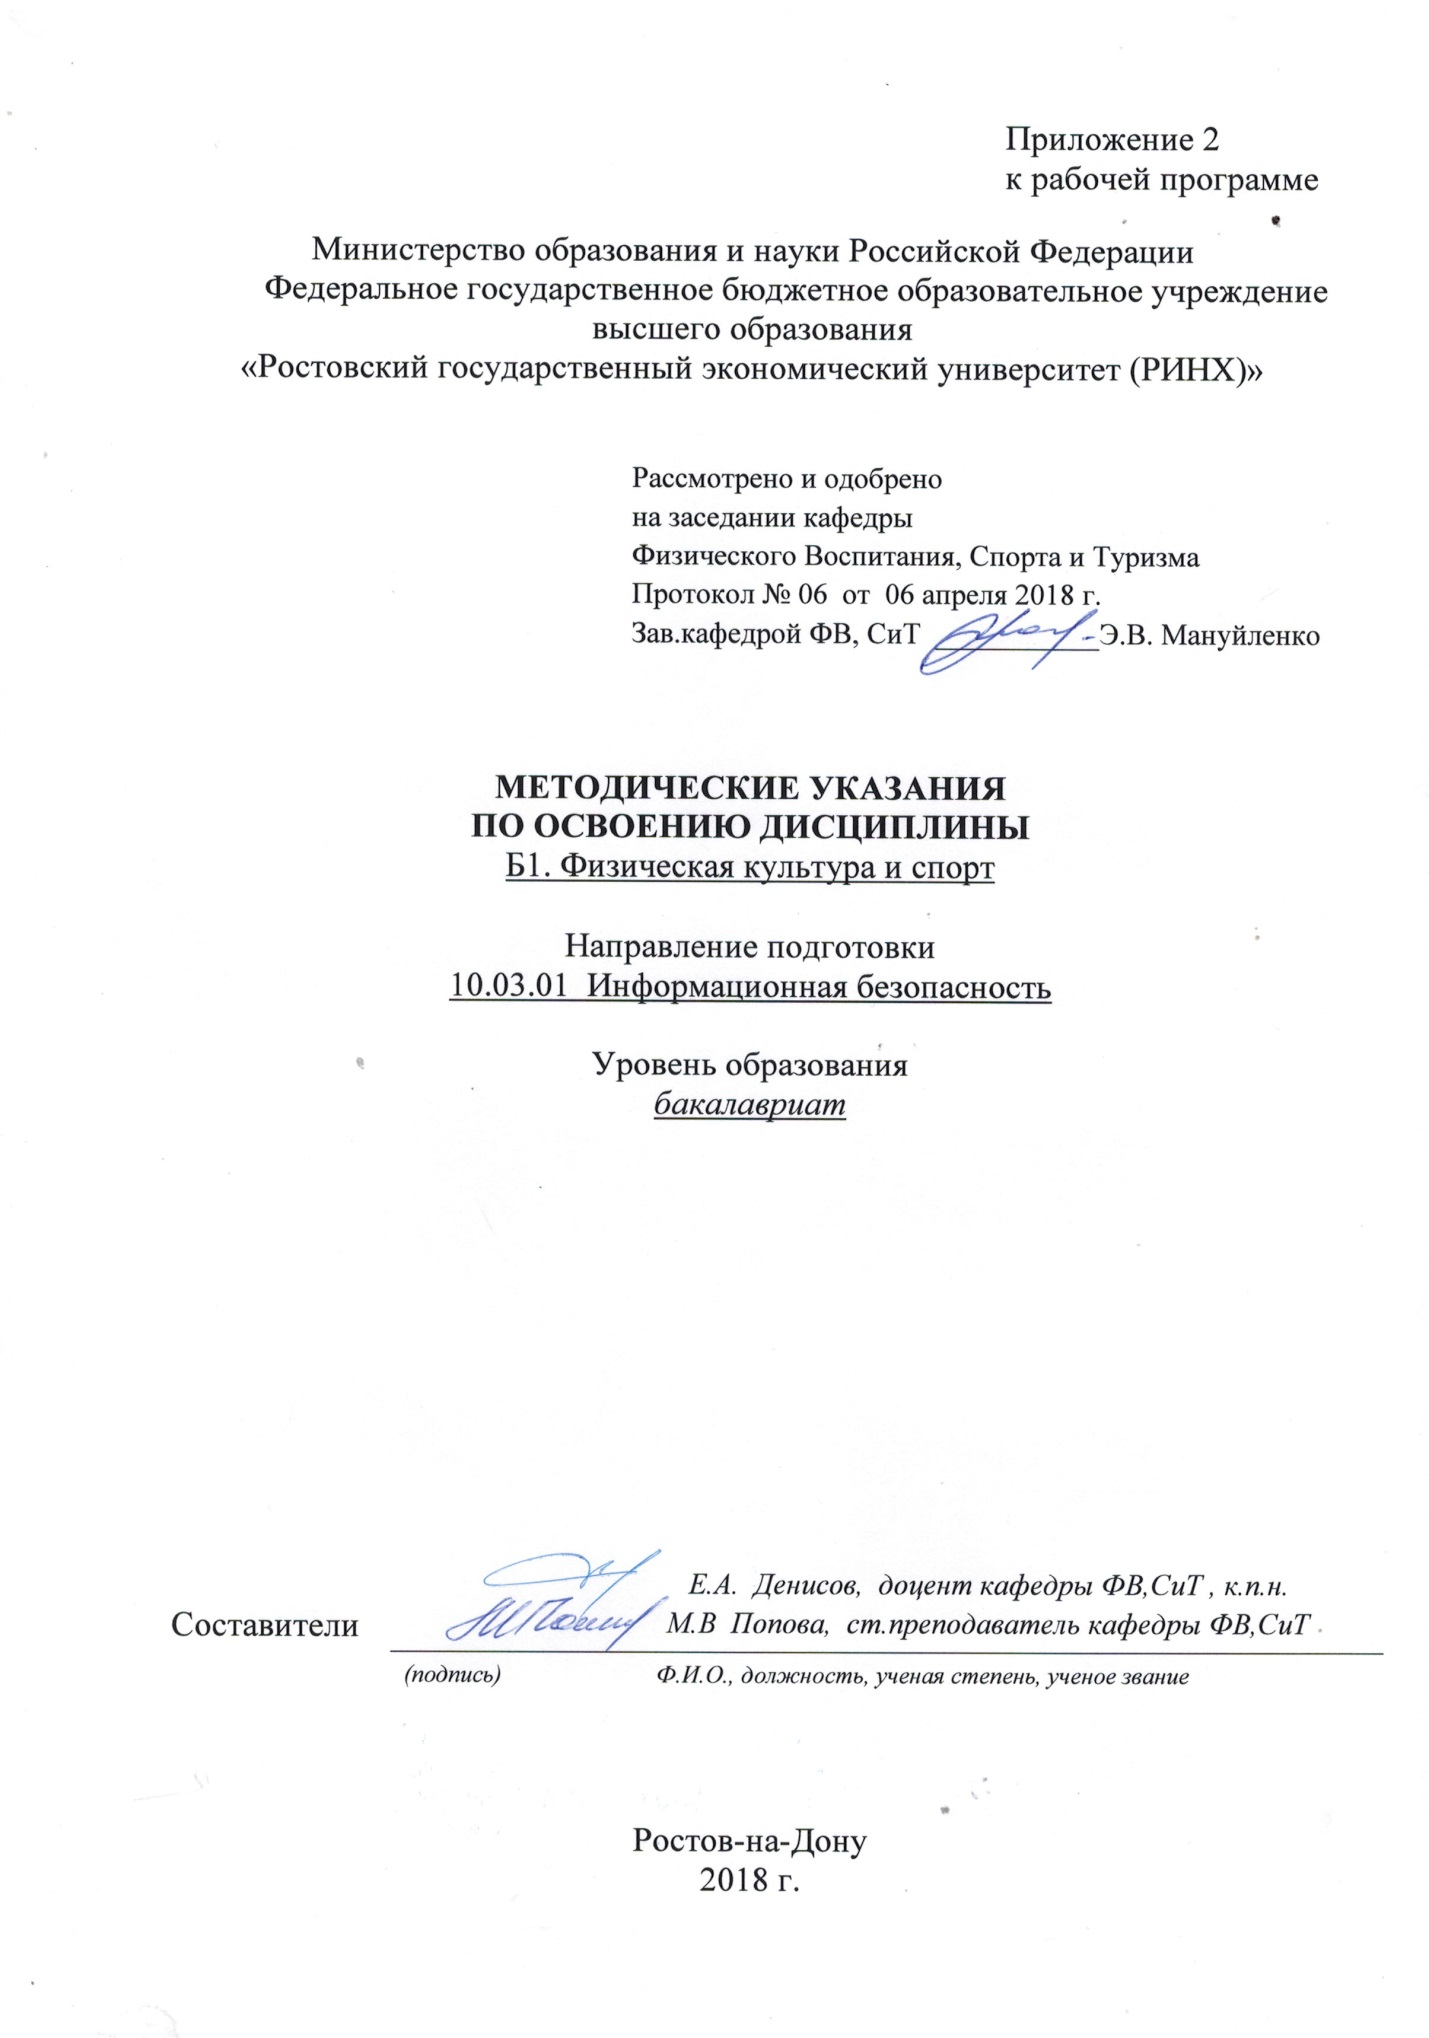 Приложение 2
к рабочей программе
Министерство образования и науки Российской Федерации
Федеральное государственное бюджетное образовательное учреждение
высшего образования
«Ростовский государственный экономический университет (РИНХ)»
Рассмотрено и одобрено
на заседании кафедры
Физического Воспитания, Спорта и Туризма
Протокол № 06 от 06 апреля 2018 г.
Зав.кафедрой ФВ, СиТ Э.В. Мануйленко
МЕТОДИЧЕСКИЕ УКАЗАНИЯ
ПО ОСВОЕНИЮ ДИСЦИПЛИНЫ
Б1. Физическая культура и спорт
Направление подготовки
10.03.01 Информационная безопасность
Уровень образования
бакалавриат
Е.А. Денисов, доцент кафедры ФВ,СиТ , к.п.н.
Составители М.В Попова, ст.преподаватель кафедры ФВ,СиТ
(подпись) Ф.И.О., должность, ученая степень, ученое звание
Ростов-на-Дону
2018 г.